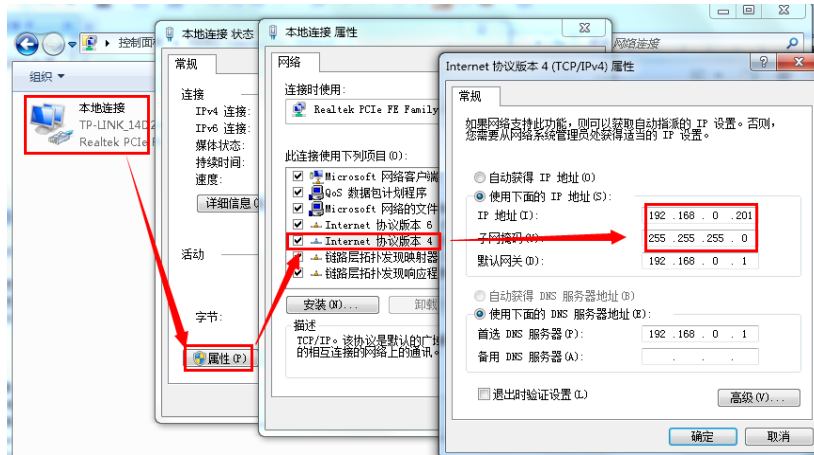 控制面
网络连接
组织
本地连接
TP-LINK_14D2
Realtek PCIe
本地连接 状态
常规
连接
IPv4 连接:
IPv6 连接:
媒体状态:
持续时间:
速度:
详细信息(
活动
字节:
属性(P)
本地连接 属性
网络
连接时使用:
Realtek PCIe FE Family
此连接使用下列项目(O):
Microsoft 网络客户端
QoS 数据包计划程序
Microsoft 网络的文件
Internet 协议版本 6
Internet 协议版本 4
链路层拓扑发现映射器
链路层拓扑发现响应程
安装(N)...
卸载
描述
TCP/IP。该协议是默认的广域
的相互连接的网络上的通讯。
Internet 协议版本 4 (TCP/IPv4) 属性
常规
如果网络支持此功能，则可以获取自动指派的 IP 设置。否则，
您需要从网络系统管理员处获得适当的 IP 设置。
自动获得 IP 地址(O)
使用下面的 IP 地址(S):
IP 地址(I): 192 .168 . 0 .201
子网掩码(U): 255 .255 .255 . 0
默认网关(D): 192 .168 . 0 . 1
自动获得 DNS 服务器地址(B)
使用下面的 DNS 服务器地址(E):
首选 DNS 服务器(P): 192 .168 . 0 . 1
备用 DNS 服务器(A): . . .
退出时验证设置(L)
高级(V)...
确定
取消